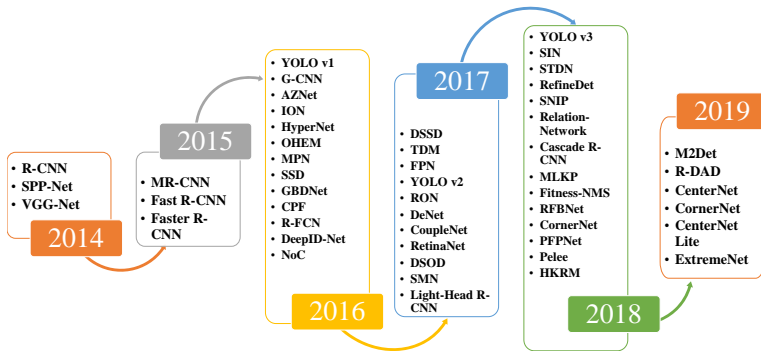 • R-CNN
• SPP-Net
• VGG-Net
2014
2015
• MR-CNN
• Fast R-CNN
• Faster R-
CNN
• YOLO v1
• G-CNN
• AZNet
• ION
• HyperNet
• OHEM
• MPN
• SSD
• GBDNet
• CPF
• R-FCN
• DeepID-Net
• NoC
2016
2017
• DSSD
• TDM
• FPN
• YOLO v2
• RON
• DeNet
• CoupleNet
• RetinaNet
• DSOD
• SMN
• Light-Head R-
CNN
• YOLO v3
• SIN
• STDN
• RefineDet
• SNIP
• Relation-
Network
• Cascade R-
CNN
• MLKP
• Fitness-NMS
• RFBNet
• CornerNet
• PFPNet
• Pelee
• HKRM
2018
2019
• M2Det
• R-DAD
• CenterNet
• CornerNet
• CenterNet
Lite
• ExtremeNet